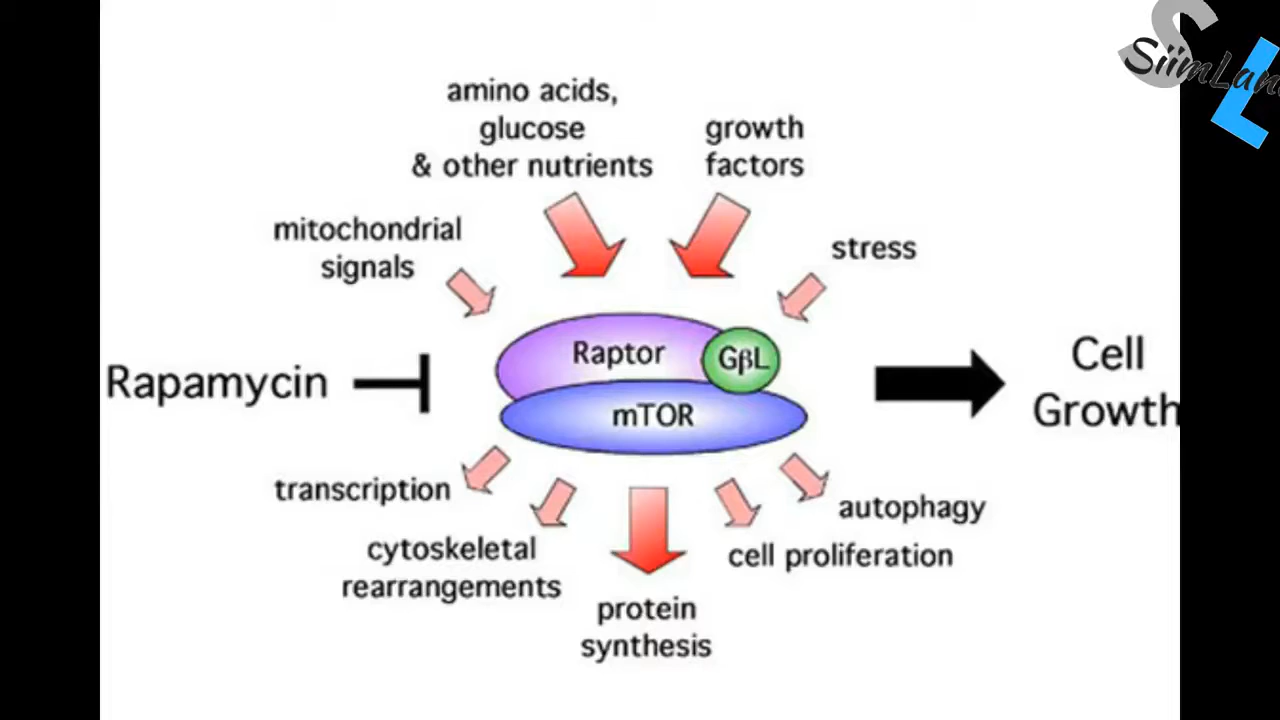 SiimLan
amino acids,
glucose
& other nutrients
growth
factors
mitochondrial
signals
stress
Raptor
GβL
mTOR
Rapamycin
Cell
Growth
transcription
cytoskeletal
rearrangements
protein
synthesis
cell proliferation
autophagy